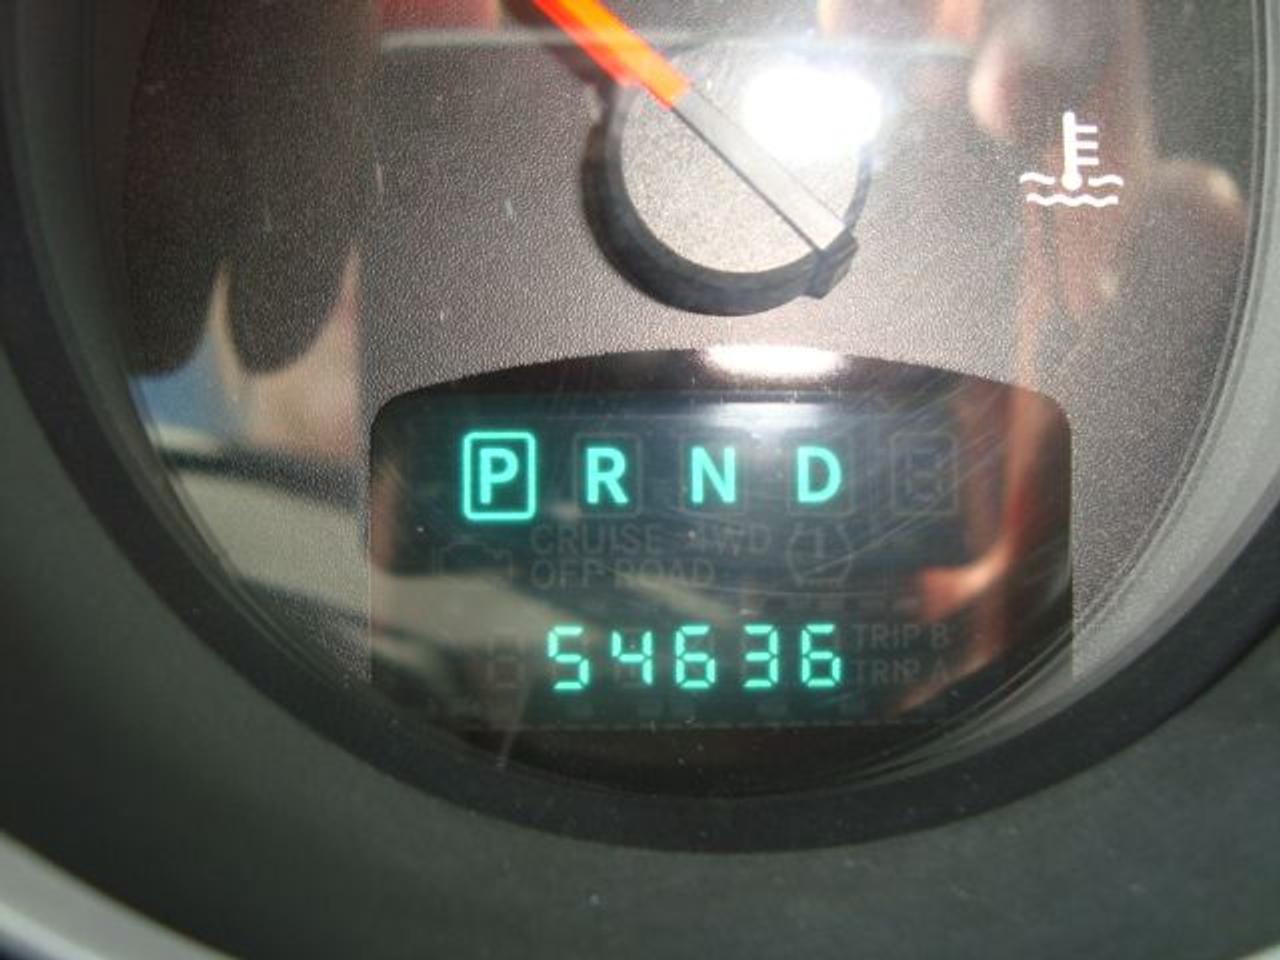 P R N D
CRUISE 4WD
OFF ROAD
54636
TRIP B
TRIP A